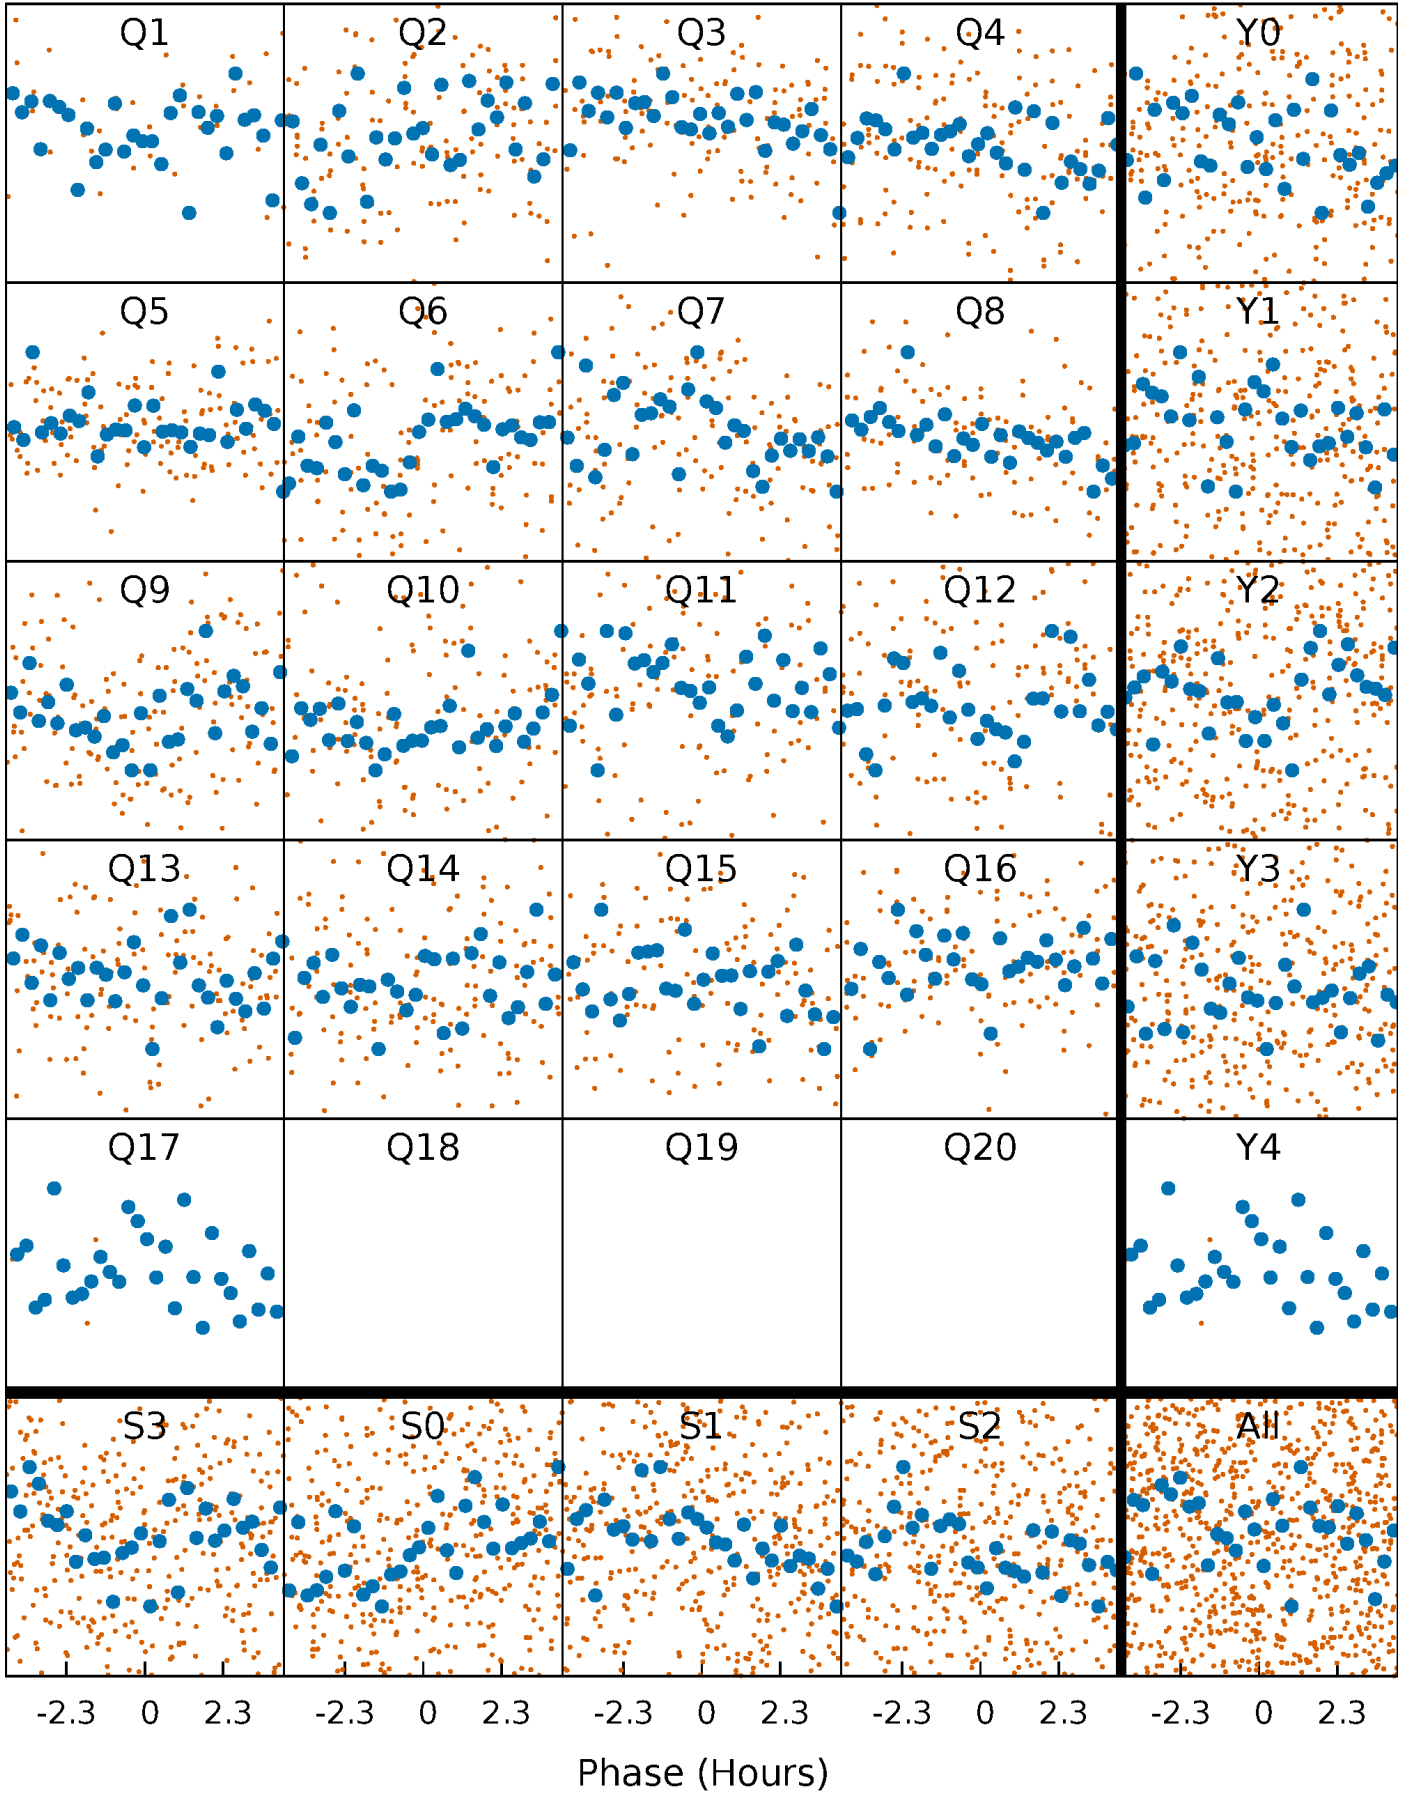 Q1 Q2 Q3 Q4 Y0
Q5 Q6 Q7 Q8 Y1
Q9 Q10 Q11 Q12 Y2
Q13 Q14 Q15 Q16 Y3
Q17 Q18 Q19 Q20 Y4
S3 S0 S1 S2 All
-2.3 0 2.3 -2.3 0 2.3 -2.3 0 2.3 -2.3 0 2.3 -2.3 0 2.3
Phase (Hours)